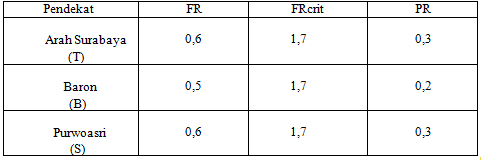 Pendekat FR FRcrit PR
Arah Surabaya 0,6 1,7 0,3
(T)
Baron 0,5 1,7 0,2
(B)
Purwoasri 0,6 1,7 0,3
(S)